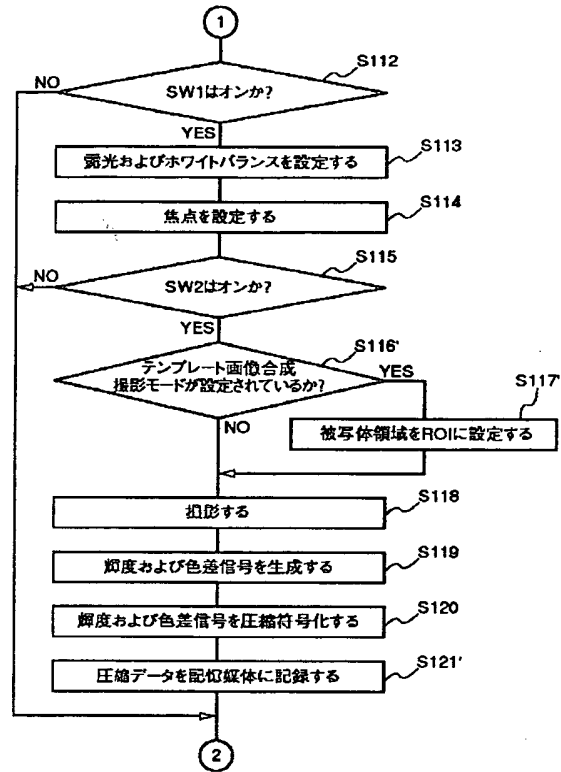 1
S112
NO
SW1はオンか?
YES
S113
露光およびホワイトバランスを設定する
S114
焦点を設定する
S115
NO
SW2はオンか?
YES
S116'
テンプレート画像合成
撮影モードが設定されているか?
YES
S117'
被写体領域をROIに設定する
NO
S118
撮影する
S119
輝度および色差信号を生成する
S120
輝度および色差信号を圧縮符号化する
S121'
圧縮データを記憶媒体に記録する
2